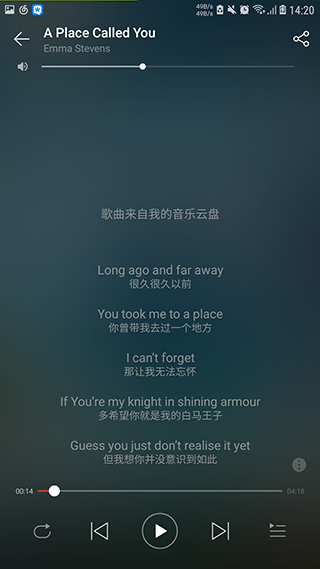 49B/s
49B/s
14:20
A Place Called You
Emma Stevens
歌曲来自我的音乐云盘
Long ago and far away
很久很久以前
You took me to a place
你曾带我去过一个地方
I can't forget
那让我无法忘怀
If You're my knight in shining armour
多希望你就是我的白马王子
Guess you just don't realise it yet
但我想你并没意识到如此
00:14
04:18